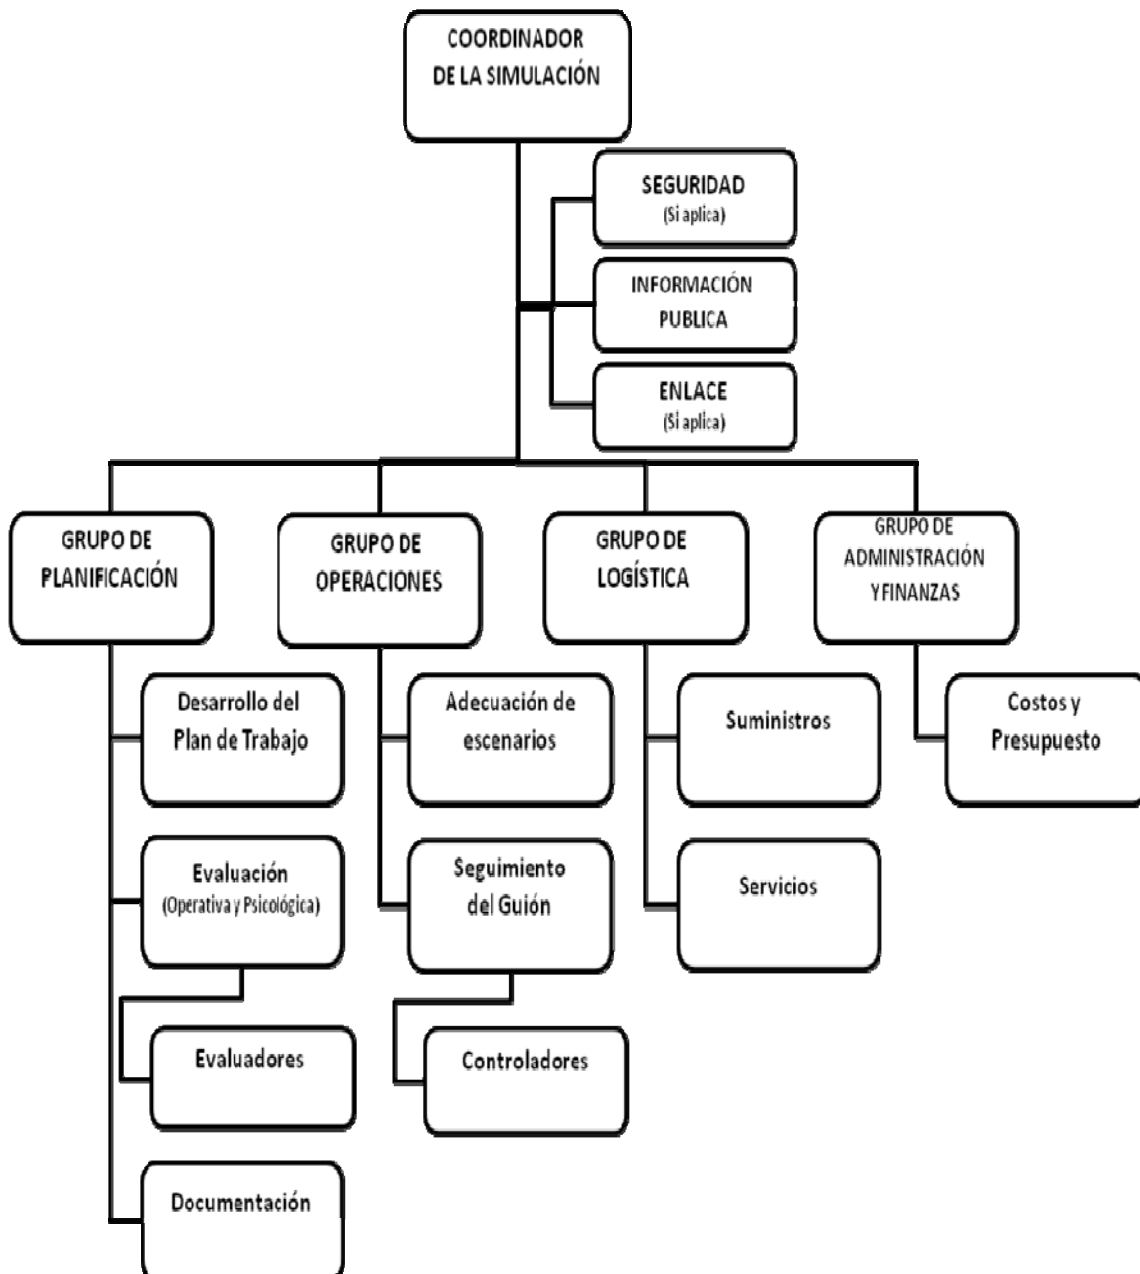 COORDINADOR
DE LA SIMULACIÓN
SEGURIDAD
(Si aplica)
INFORMACIÓN
PUBLICA
ENLACE
(Si aplica)
GRUPO DE
PLANIFICACIÓN
GRUPO DE
OPERACIONES
GRUPO DE
LOGÍSTICA
GRUPO DE
ADMINISTRACIÓN
YFINANZAS
Desarrollo del
Plan de Trabajo
Adecuación de
escenarios
Suministros
Costos y
Presupuesto
Evaluación
(Operativa y Psicológica)
Seguimiento
del Guión
Servicios
Evaluadores
Controladores
Documentación